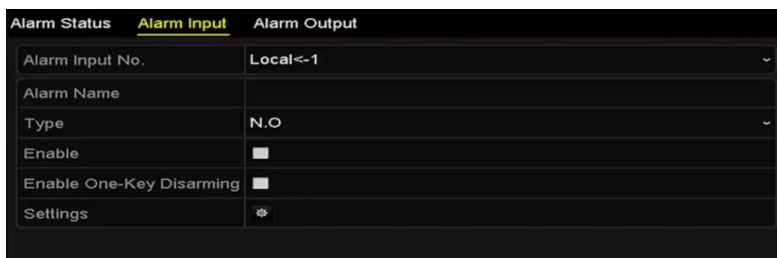 Alarm Status Alarm Input Alarm Output
Alarm Input No. Local<-1
Alarm Name
Type N.O
Enable
Enable One-Key Disarming
Settings